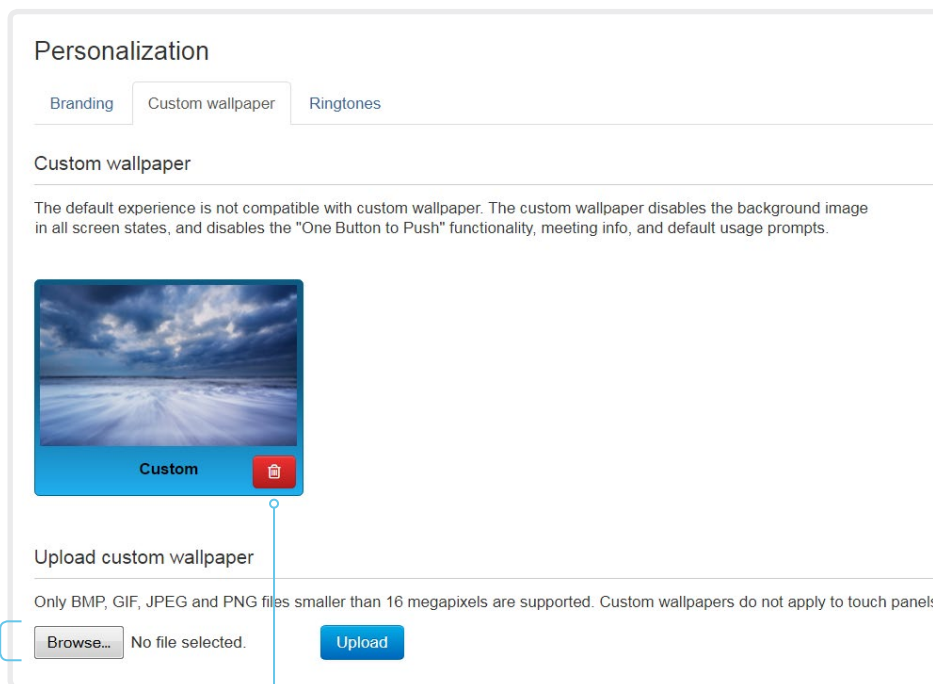 Personalization
Branding Custom wallpaper Ringtones
Custom wallpaper
The default experience is not compatible with custom wallpaper. The custom wallpaper disables the background image
in all screen states, and disables the "One Button to Push" functionality, meeting info, and default usage prompts.
Custom
Upload custom wallpaper
Only BMP, GIF, JPEG and PNG files smaller than 16 megapixels are supported. Custom wallpapers do not apply to touch panels
Browse... No file selected. Upload